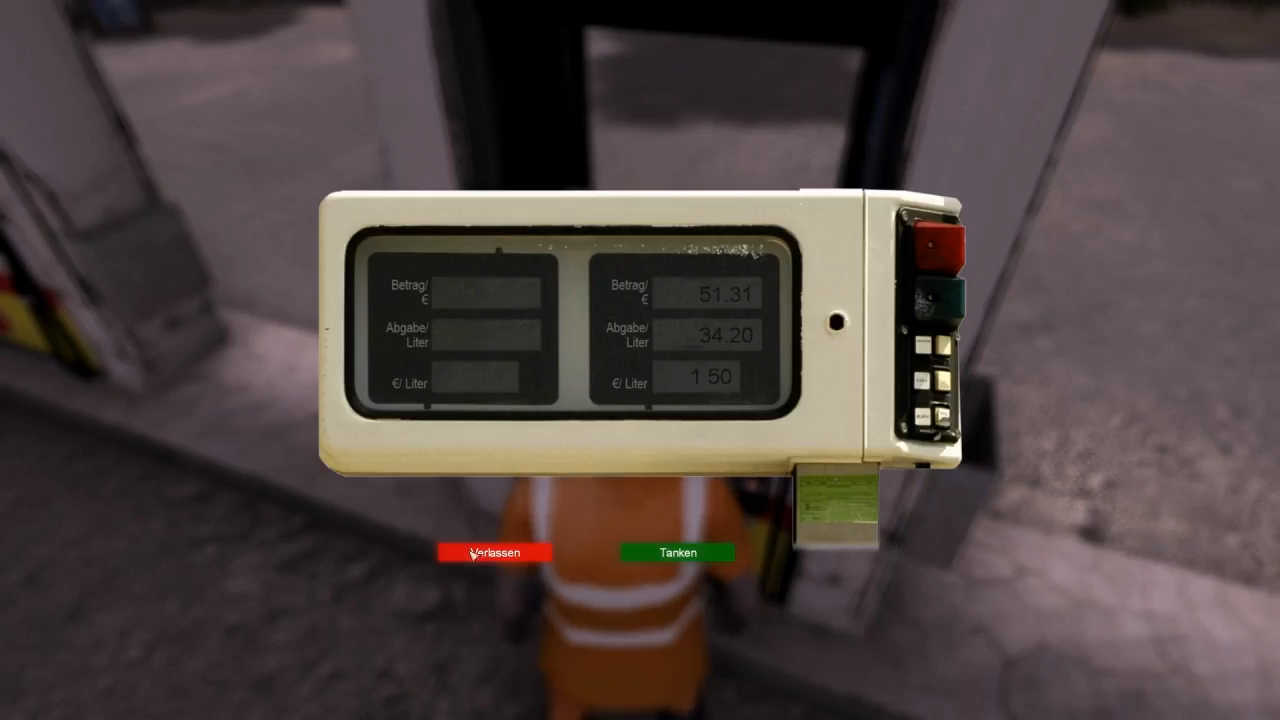 Betrag/
€
Abgabe/
Liter
€/ Liter
Betrag/
€
51.31
Abgabe/
Liter
34.20
€/ Liter
1 50
Verlassen
Tanken